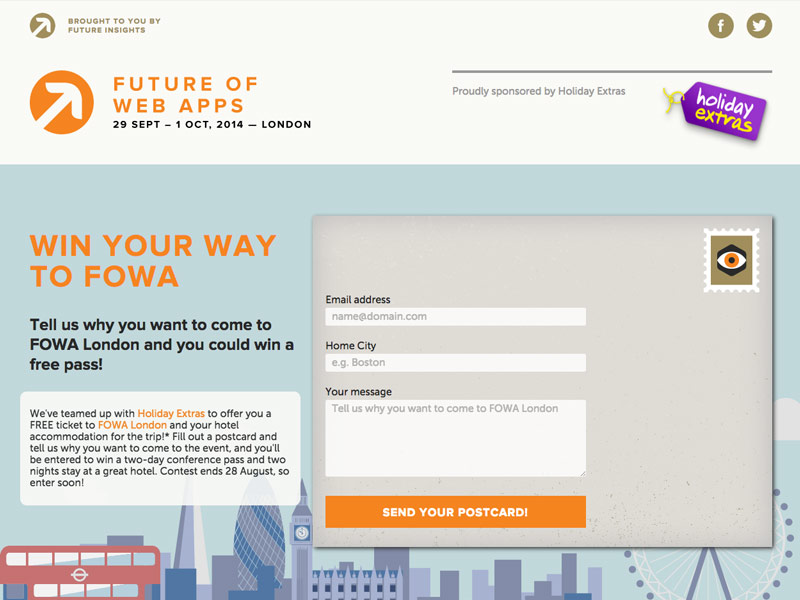 BROUGHT TO YOU BY
FUTURE INSIGHTS
FUTURE OF
WEB APPS
29 SEPT – 1 OCT, 2014 — LONDON
Proudly sponsored by Holiday Extras
holiday
extras
WIN YOUR WAY
TO FOWA
Tell us why you want to come to
FOWA London and you could win a
free pass!
We've teamed up with Holiday Extras to offer you a
FREE ticket to FOWA London and your hotel
accommodation for the trip!* Fill out a postcard and
tell us why you want to come to the event, and you'll
be entered to win a two-day conference pass and two
nights stay at a great hotel. Contest ends 28 August, so
enter soon!
Email address
name@domain.com
Home City
e.g. Boston
Your message
Tell us why you want to come to FOWA London
SEND YOUR POSTCARD!